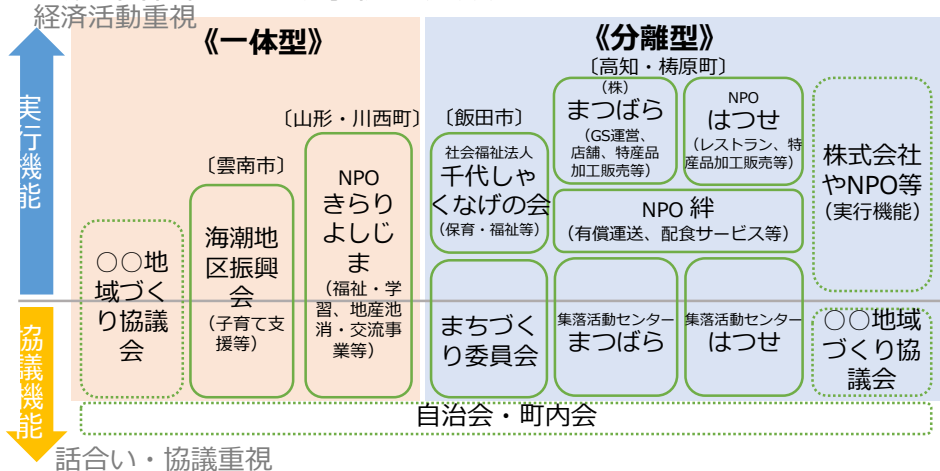 経済活動重視
《一体型》
《分離型》
〔高知・梼原町〕
実行機能
協議機能
〔山形・川西町〕
〔飯田市〕
〔雲南市〕
○○地
域づく
り協議
会
海潮地
区振興
会
(子育て支
援等)
NPO
きらり
よしじ
ま
(福祉・学
習、地産池
消・交流事
業等)
社会福祉法人
千代しゃ
くなげの会
(保育・福祉等)
(株)
まつばら
(GS運営、
店舗、特産品
加工販売等)
NPO
はつせ
(レストラン、特
産品加工販売等)
NPO 絆
(有償運送、配食サービス等)
株式会社
やNPO等
(実行機能)
まちづく
り委員会
集落活動センター
まつばら
集落活動センター
はつせ
○○地域
づくり協
議会
自治会・町内会
話合い・協議重視